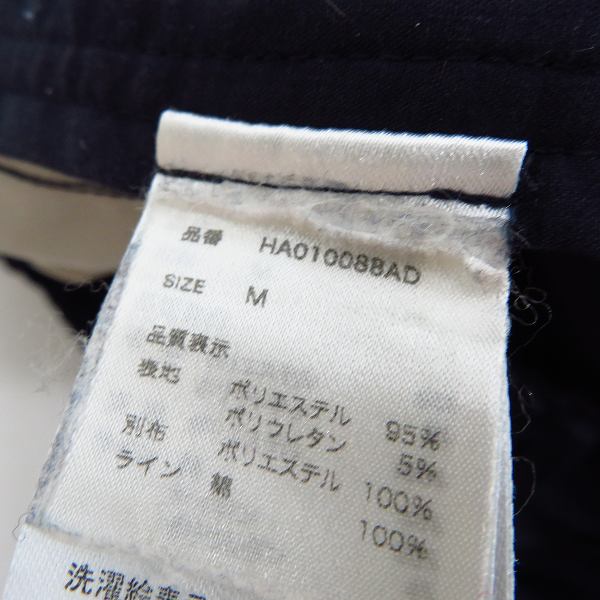 品番 HA01008BAD
SIZE M
品質表示
表地 ポリエステル 95%
ポリウレタン 5%
別布 ポリエステル 100%
ライン 綿 100%
洗濯絵表示